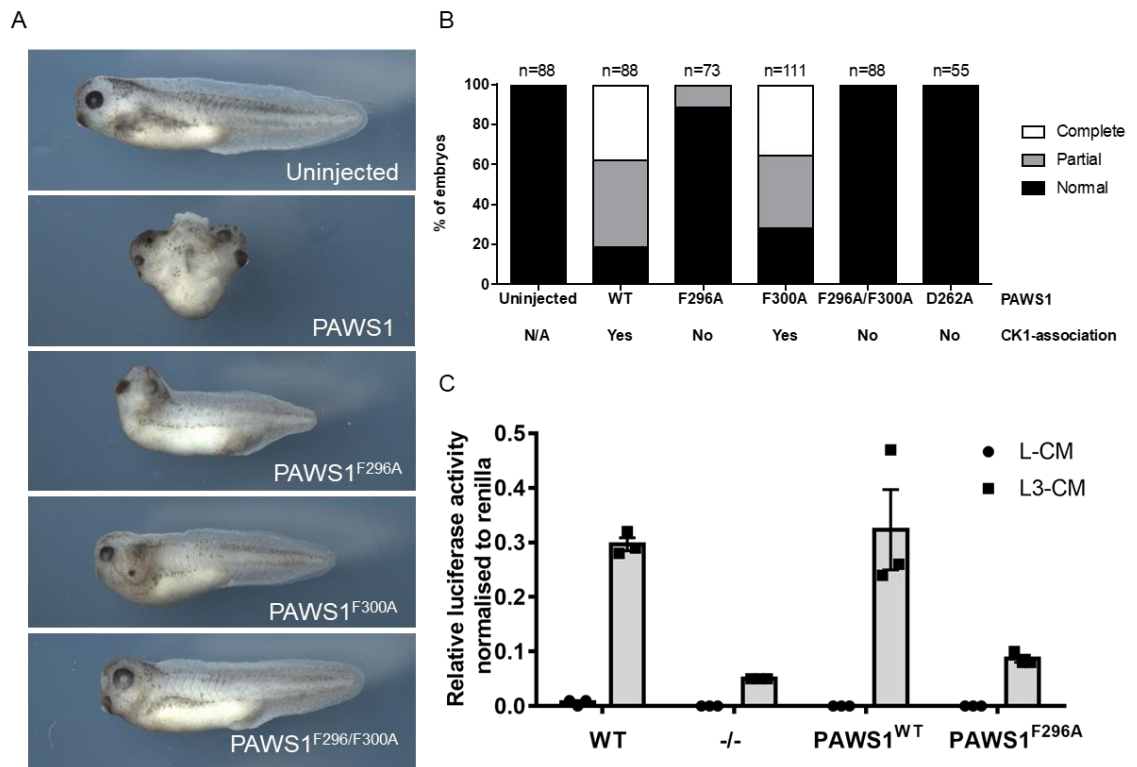 A
Uninjected
PAWS1
PAWS1F296A
PAWS1F300A
PAWS1F296/F300A
B
n=88 n=88 n=73 n=111 n=88 n=55
100
80
60
40
20
0
% of embryos
Complete
Partial
Normal
Uninjected WT F296A F300A F296A/F300A D262A PAWS1
N/A Yes No Yes No No CK1-association
C
Relative luciferase activity
normalised to renilla
0.5
0.4
0.3
0.2
0.1
0.0
L-CM
L3-CM
WT -/- PAWS1WT PAWS1F296A